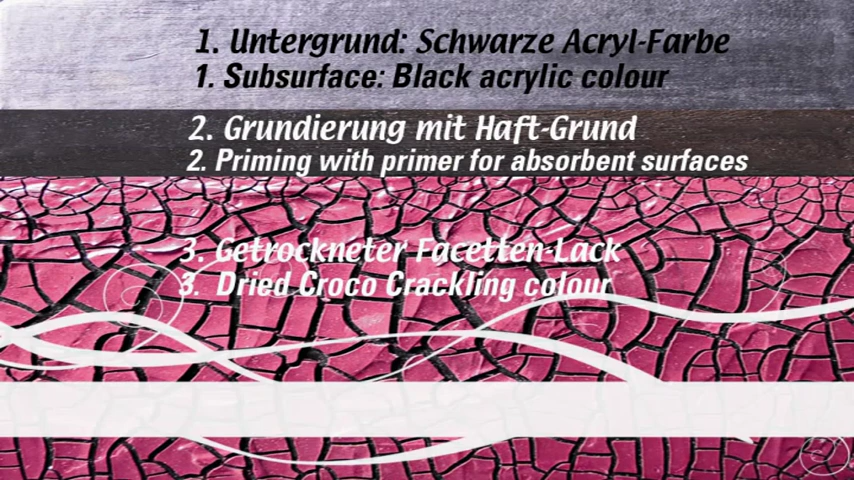 1. Untergrund: Schwarze Acryl-Farbe
1. Subsurface: Black acrylic colour
2. Grundierung mit Haft-Grund
2. Priming with primer for absorbent surfaces
3. Getrockneter Facetten-Lack
3. Dried Croco Crackling colour